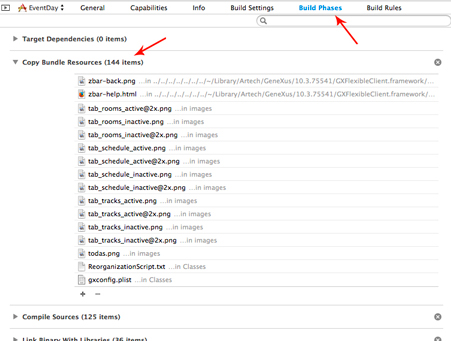 EventDay General Capabilities Info Build Settings Build Phases Build Rules
Target Dependencies (0 items)
Copy Bundle Resources (144 items)
zbar-back.png ...in ../../../../../../~/Library/Artech/GeneXus/10.3.75541/GXFlexibleClient.framework/...
zbar-help.html ...in ../../../../../../~/Library/Artech/GeneXus/10.3.75541/GXFlexibleClient.framework/...
tab_rooms_active@2x.png ...in images
tab_rooms_inactive.png ...in images
tab_rooms_inactive@2x.png ...in images
tab_schedule_active.png ...in images
tab_schedule_active@2x.png ...in images
tab_schedule_inactive.png ...in images
tab_schedule_inactive@2x.png ...in images
tab_tracks_active.png ...in images
tab_tracks_active@2x.png ...in images
tab_tracks_inactive.png ...in images
tab_tracks_inactive@2x.png ...in images
todas.png ...in images
ReorganizationScript.txt ...in Classes
gxconfig.plist ...in Classes
Compile Sources (125 items)
Link Binary With Libraries (36 items)